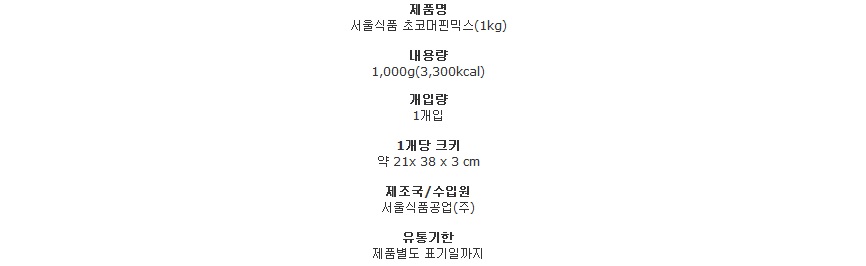 제품명
서울식품 초코머핀믹스(1kg)
내용량
1,000g(3,300kcal)
개입량
1개입
1개당 크키
약 21x 38 x 3 cm
제조국/수입원
서울식품공업(주)
유통기한
제품별도 표기일까지